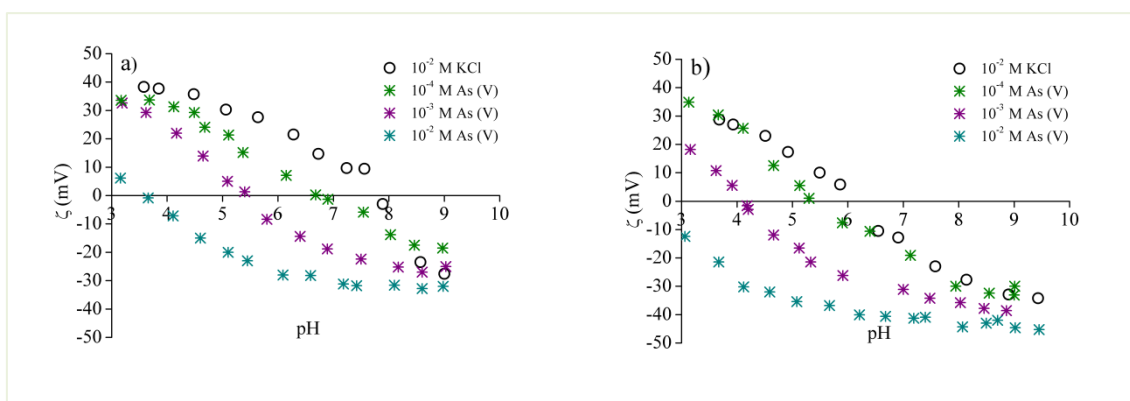 a)
50
40
30
20
10
0
-10
-20
-30
-40
-50
ζ (mV)
3 4 5 6 7 8 9 10
pH
10⁻² M KCl
10⁻⁴ M As (V)
10⁻³ M As (V)
10⁻² M As (V)
b)
50
40
30
20
10
0
-10
-20
-30
-40
-50
ζ (mV)
3 4 5 6 7 8 9 10
pH
10⁻² M KCl
10⁻⁴ M As (V)
10⁻³ M As (V)
10⁻² M As (V)